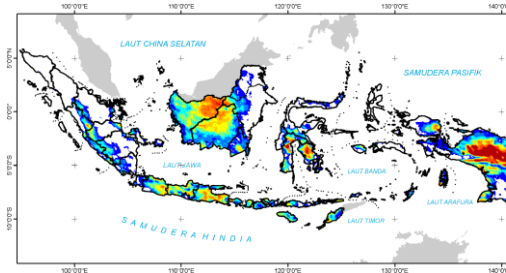 100°0'0"E 110°0'0"E 120°0'0"E 130°0'0"E 140°0'
LAUT CHINA SELATAN
5°0'0"N
SAMUDERA PASIFIK
0°0'0"
LAUT JAWA
5°0'0"S
LAUT BANDA
LAUT ARAFURA
10°0'0"S
SAMUDERA HINDIA
LAUT TIMOR
100°0'0"E 110°0'0"E 120°0'0"E 130°0'0"E 140°0'